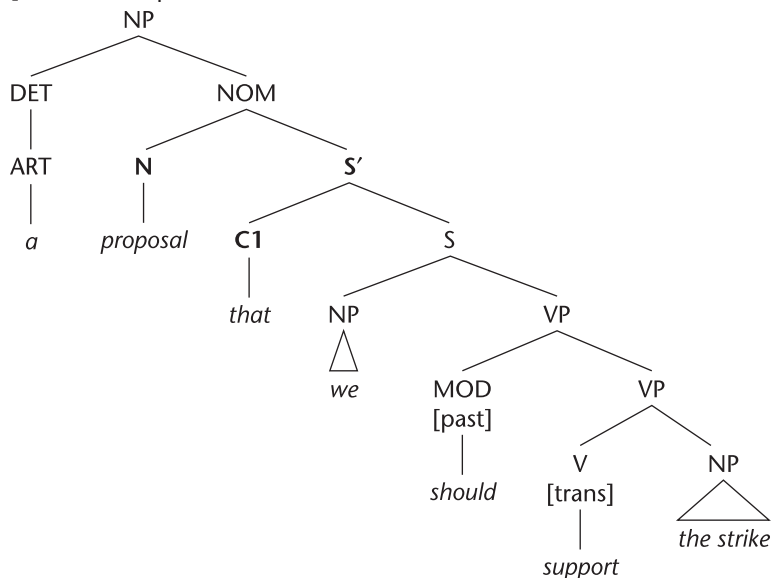 NP
DET NOM
ART N S′
a proposal C1 S
that NP VP
we MOD VP
[past]
V NP
should [trans]
the strike
support